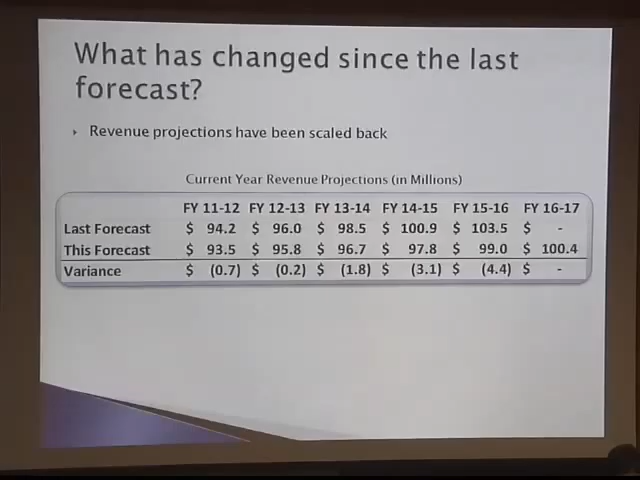 What has changed since the last
forecast?
Revenue projections have been scaled back
Current Year Revenue Projections (in Millions)
FY 11-12 FY 12-13 FY 13-14 FY 14-15 FY 15-16 FY 16-17
Last Forecast $ 94.2 $ 96.0 $ 98.5 $ 100.9 $ 103.5 $ -
This Forecast $ 93.5 $ 95.8 $ 96.7 $ 97.8 $ 99.0 $ 100.4
Variance $ (0.7) $ (0.2) $ (1.8) $ (3.1) $ (4.4) $ -